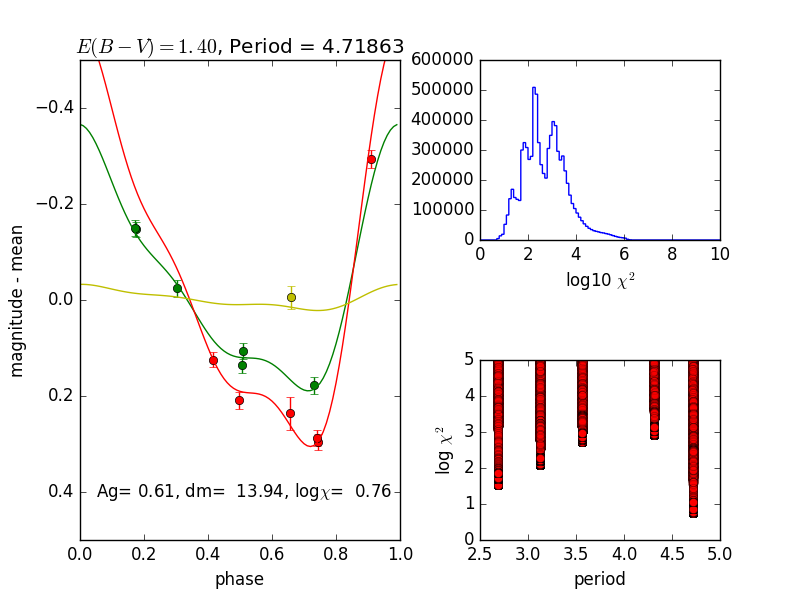 E(B−V)=1.40, Period = 4.71863
−0.4
−0.2
0.0
0.2
0.4
magnitude - mean
Ag= 0.61, dm= 13.94, logχ= 0.76
0.0 0.2 0.4 0.6 0.8 1.0
phase
600000
500000
400000
300000
200000
100000
0
0 2 4 6 8 10
log10 χ²
5
4
3
2
1
0
log χ²
2.5 3.0 3.5 4.0 4.5 5.0
period